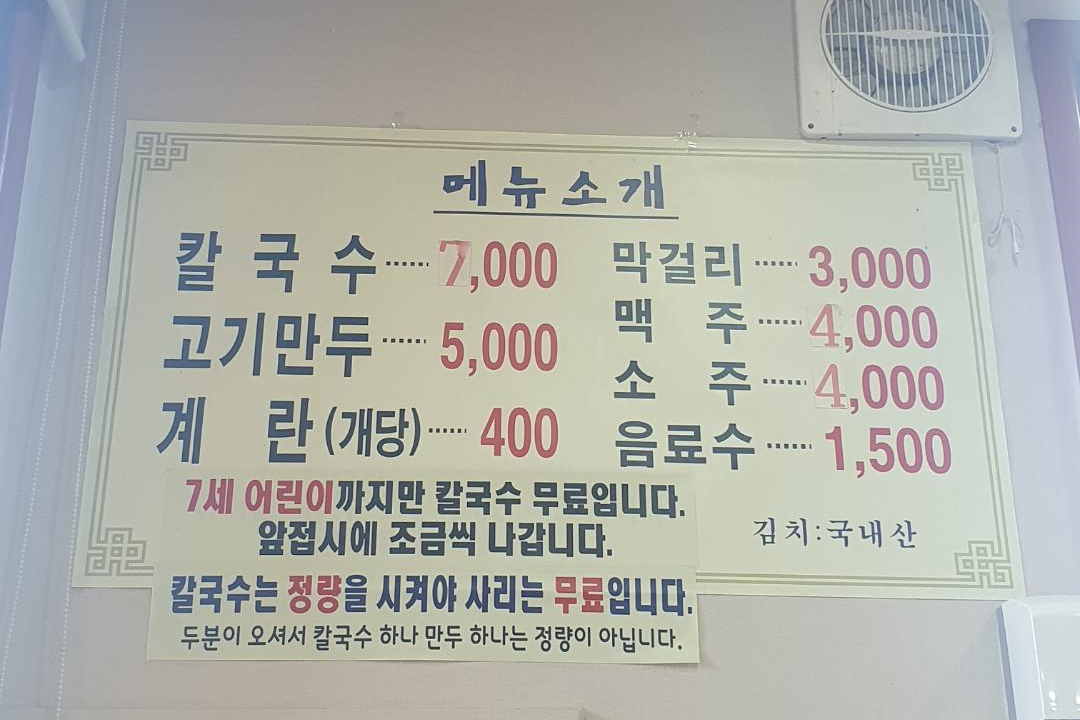 메뉴소개
칼국수 ······ 7,000
고기만두 ······ 5,000
계란(개당) ······ 400
막걸리 ······ 3,000
맥주 ······ 4,000
소주 ······ 4,000
음료수 ······ 1,500
김치:국내산
7세 어린이까지만 칼국수 무료입니다.
앞접시에 조금씩 나갑니다.
칼국수는 정량을 시켜야 사리는 무료입니다.
두분이 오셔서 칼국수 하나 만두 하나는 정량이 아닙니다.